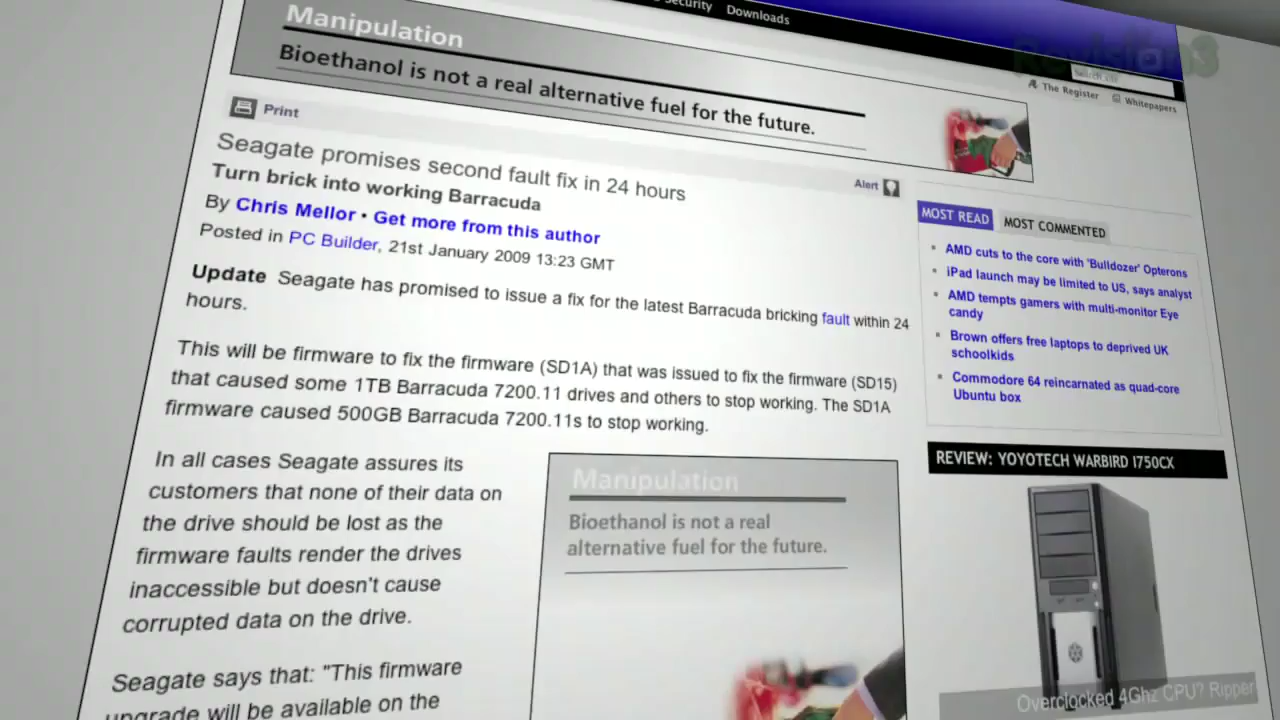 Security Downloads
Revision3
Manipulation
Bioethanol is not a real alternative fuel for the future.
The Register Whitepapers
Print
Alert
Seagate promises second fault fix in 24 hours
Turn brick into working Barracuda
By Chris Mellor • Get more from this author
Posted in PC Builder, 21st January 2009 13:23 GMT
Update Seagate has promised to issue a fix for the latest Barracuda bricking fault within 24
hours.
This will be firmware to fix the firmware (SD1A) that was issued to fix the firmware (SD15)
that caused some 1TB Barracuda 7200.11 drives and others to stop working. The SD1A
firmware caused 500GB Barracuda 7200.11s to stop working.
In all cases Seagate assures its
customers that none of their data on
the drive should be lost as the
firmware faults render the drives
inaccessible but doesn't cause
corrupted data on the drive.
Seagate says that: "This firmware
upgrade will be available on the
Manipulation
Bioethanol is not a real
alternative fuel for the future.
MOST READ MOST COMMENTED
AMD cuts to the core with 'Bulldozer' Opterons
iPad launch may be limited to US, says analyst
AMD tempts gamers with multi-monitor Eye
candy
Brown offers free laptops to deprived UK
schoolkids
Commodore 64 reincarnated as quad-core
Ubuntu box
REVIEW: YOYOTECH WARBIRD I750CX
Overclocked 4Ghz CPU? Ripper